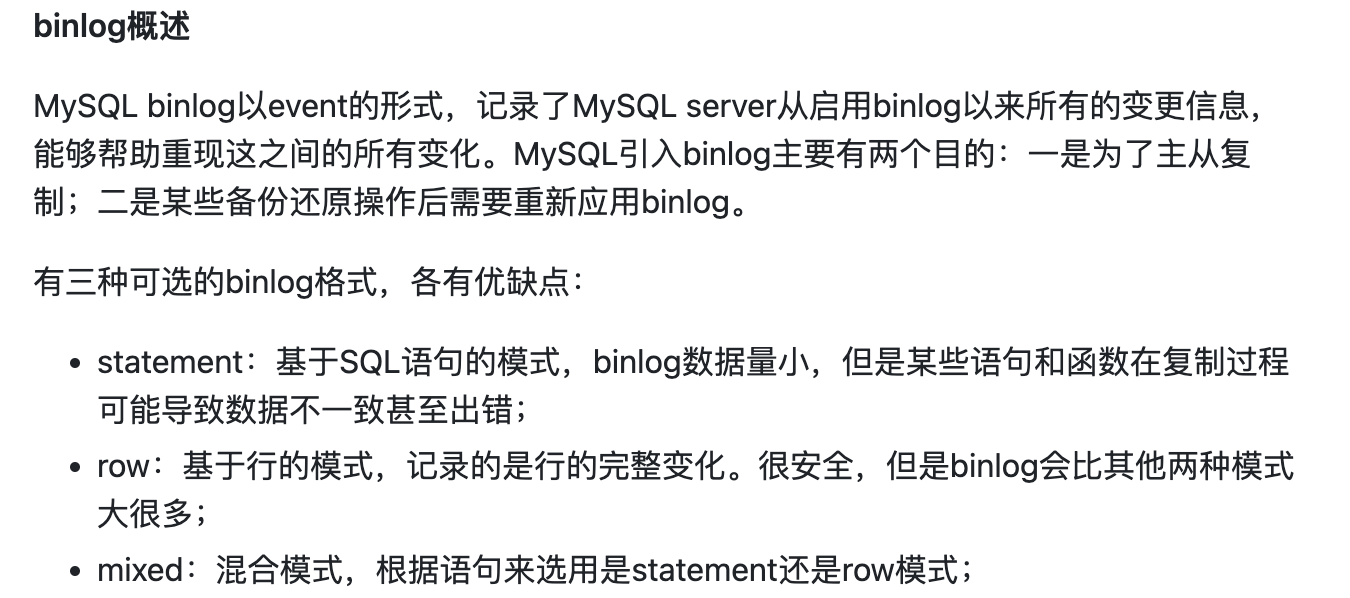 binlog概述
MySQL binlog以event的形式，记录了MySQL server从启用binlog以来所有的变更信息，
能够帮助重现这之间的所有变化。MySQL引入binlog主要有两个目的：一是为了主从复
制；二是某些备份还原操作后需要重新应用binlog。
有三种可选的binlog格式，各有优缺点：
• statement：基于SQL语句的模式，binlog数据量小，但是某些语句和函数在复制过程
可能导致数据不一致甚至出错；
• row：基于行的模式，记录的是行的完整变化。很安全，但是binlog会比其他两种模式
大很多；
• mixed：混合模式，根据语句来选用是statement还是row模式；